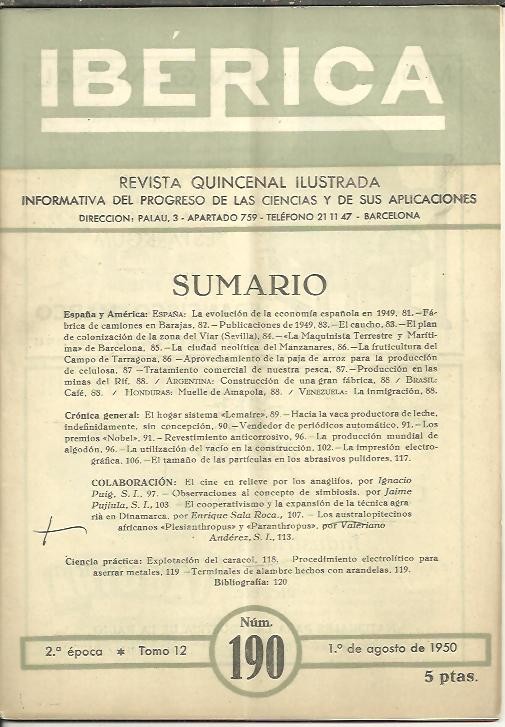 IBÉRICA
REVISTA QUINCENAL ILUSTRADA
INFORMATIVA DEL PROGRESO DE LAS CIENCIAS Y DE SUS APLICACIONES
DIRECCION: PALAU, 3 - APARTADO 759 - TELÉFONO 21 11 47 - BARCELONA
SUMARIO
España y América: ESPAÑA: La evolución de la economía española en 1949, 81.—Fá-
brica de camiones en Barajas, 82.—Publicaciones de 1949, 83.—El caucho, 83.—El plan
de colonización de la zona del Viar (Sevilla), 84.—«La Maquinista Terrestre y Maríti-
ma» de Barcelona, 85.—La ciudad neolítica del Manzanares, 86.—La fruticultura del
Campo de Tarragona, 86 —Aprovechamiento de la paja de arroz para la producción
de celulosa, 87 —Tratamiento comercial de nuestra pesca, 87.—Producción en las
minas del Rif, 88. / ARGENTINA: Construcción de una gran fábrica, 88 / BRASIL:
Café, 88. / HONDURAS: Muelle de Amapola, 88. / VENEZUELA: La inmigración, 88.
Crónica general: El hogar sistema «Lemaire», 89.—Hacia la vaca productora de leche,
indefinidamente, sin concepción, 90.—Vendedor de periódicos automático, 91.—Los
premios «Nobel», 91.—Revestimiento anticorrosivo, 96.—La producción mundial de
algodón, 96.—La utilización del vacío en la construcción, 102.—La impresión electro-
gráfica, 106.—El tamaño de las partículas en los abrasivos pulidores, 117.
COLABORACIÓN: El cine en relieve por los anaglifos, por Ignacio
Puig, S. I., 97. — Observaciones al concepto de simbiosis, por Jaime
Pujiula, S. I., 103 — El cooperativismo y la expansión de la técnica agra
ria en Dinamarca, por Enrique Sala Roca., 107. — Los australopitecinos
africanos «Plesianthropus» y «Paranthropus», por Valeriano
Andérez, S. I., 113.
Ciencia práctica: Explotación del caracol, 118. —Procedimiento electrolítico para
aserrar metales, 119 —Terminales de alambre hechos con arandelas, 119.
Bibliografía: 120
Núm.
2.ª época * Tomo 12
190
1.º de agosto de 1950
5 ptas.